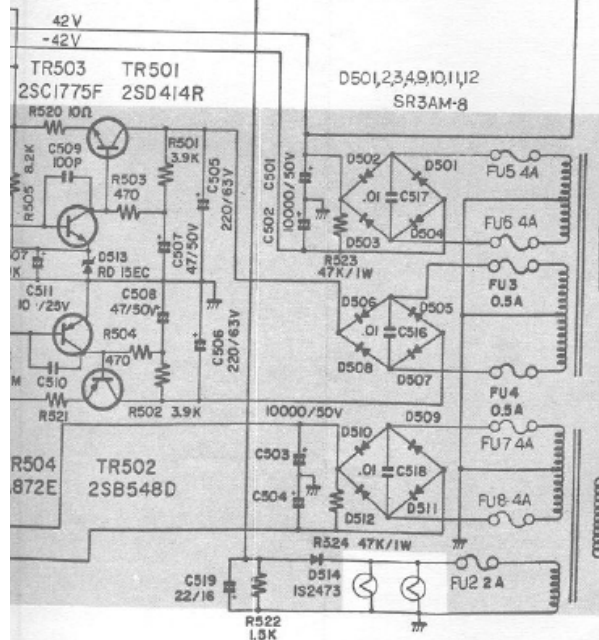 42V
-42V
TR503 TR501
2SC1775F 2SD414R
D501,2,3,4,9,10,11,12
SR3AM-8
R520 10Ω
C509
100P
R505 8.2K
R503
470
R501
3.9K
C505
220/63V
C507
47/50V
C501
10000/50V
C502
D502
D501
.01
C517
D503
D504
R523
47K/1W
FU5 4A
FU6 4A
D513
RD 15EC
C511
10 /25V
C508
47/50V
R504
470
C506
220/63V
D506
D505
.01
C516
D508
D507
FU3
0.5A
FU4
0.5A
C510
R521
R502 3.9K
10000/50V
D509
D510
FU7 4A
R504
872E
TR502
2SB548D
C503
C504
.01
C518
D512
D511
FU8 4A
R324 47K/1W
C519
22/16
D514
1S2473
FU2 2A
R522
1.5K